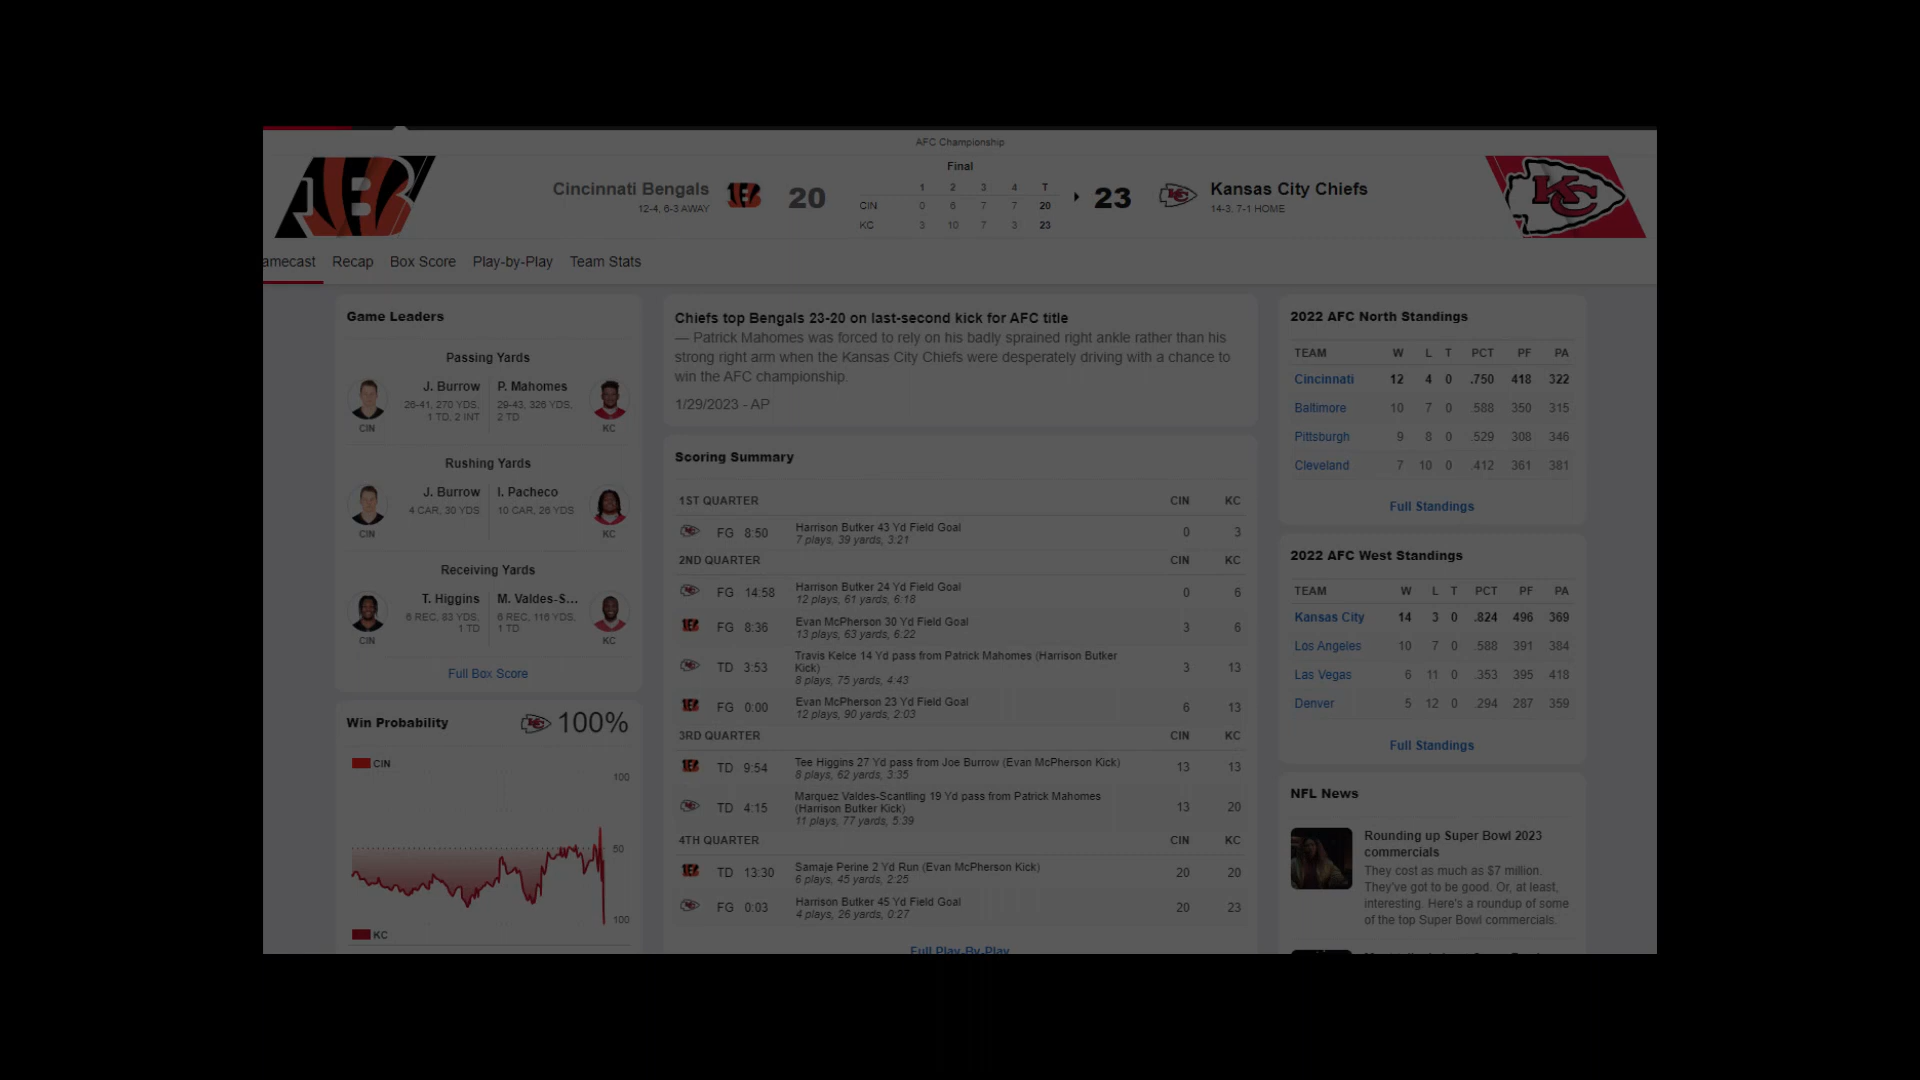 AFC Championship
Final
Cincinnati Bengals
12-4, 6-3 AWAY
20
1 2 3 4 T
CIN 0 6 7 7 20
KC 3 10 7 3 23
23
Kansas City Chiefs
14-3, 7-1 HOME
amecast Recap Box Score Play-by-Play Team Stats
Game Leaders
Passing Yards
J. Burrow P. Mahomes
26-41, 270 YDS, 29-43, 326 YDS,
1 TD, 2 INT 2 TD
CIN KC
Rushing Yards
J. Burrow I. Pacheco
4 CAR, 30 YDS 10 CAR, 26 YDS
CIN KC
Receiving Yards
T. Higgins M. Valdes-S...
6 REC, 83 YDS, 6 REC, 116 YDS,
1 TD 1 TD
CIN KC
Full Box Score
Win Probability 100%
CIN
100
50
100
KC
Chiefs top Bengals 23-20 on last-second kick for AFC title
— Patrick Mahomes was forced to rely on his badly sprained right ankle rather than his
strong right arm when the Kansas City Chiefs were desperately driving with a chance to
win the AFC championship.
1/29/2023 - AP
Scoring Summary
1ST QUARTER CIN KC
FG 8:50 Harrison Butker 43 Yd Field Goal 0 3
7 plays, 39 yards, 3:21
2ND QUARTER CIN KC
FG 14:58 Harrison Butker 24 Yd Field Goal 0 6
12 plays, 61 yards, 6:18
FG 8:36 Evan McPherson 30 Yd Field Goal 3 6
13 plays, 63 yards, 6:22
TD 3:53 Travis Kelce 14 Yd pass from Patrick Mahomes (Harrison Butker
Kick) 3 13
8 plays, 75 yards, 4:43
FG 0:00 Evan McPherson 23 Yd Field Goal 6 13
12 plays, 90 yards, 2:03
3RD QUARTER CIN KC
TD 9:54 Tee Higgins 27 Yd pass from Joe Burrow (Evan McPherson Kick) 13 13
8 plays, 62 yards, 3:35
TD 4:15 Marquez Valdes-Scantling 19 Yd pass from Patrick Mahomes
(Harrison Butker Kick) 13 20
11 plays, 77 yards, 5:39
4TH QUARTER CIN KC
TD 13:30 Samaje Perine 2 Yd Run (Evan McPherson Kick) 20 20
6 plays, 45 yards, 2:25
FG 0:03 Harrison Butker 45 Yd Field Goal 20 23
4 plays, 26 yards, 0:27
Full Play-By-Play
2022 AFC North Standings
TEAM W L T PCT PF PA
Cincinnati 12 4 0 .750 418 322
Baltimore 10 7 0 .588 350 315
Pittsburgh 9 8 0 .529 308 346
Cleveland 7 10 0 .412 361 381
Full Standings
2022 AFC West Standings
TEAM W L T PCT PF PA
Kansas City 14 3 0 .824 496 369
Los Angeles 10 7 0 .588 391 384
Las Vegas 6 11 0 .353 395 418
Denver 5 12 0 .294 287 359
Full Standings
NFL News
Rounding up Super Bowl 2023
commercials
They cost as much as $7 million.
They've got to be good. Or, at least,
interesting. Here's a roundup of some
of the top Super Bowl commercials.